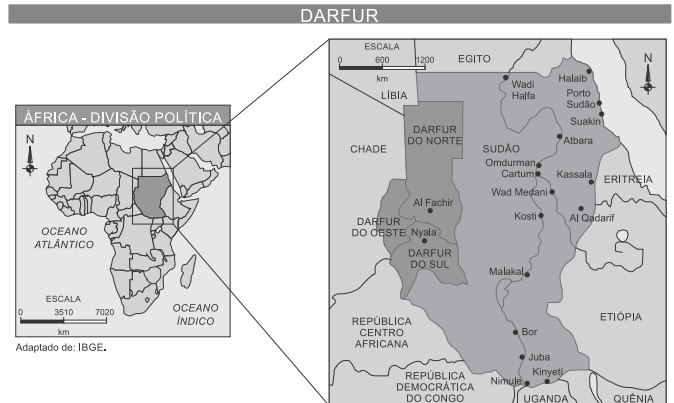 DARFUR
ÁFRICA - DIVISÃO POLÍTICA
N
OCEANO
ATLÂNTICO
OCEANO
ÍNDICO
ESCALA
0 3510 7020
km
Adaptado de: IBGE.
ESCALA
0 600 1200
km
EGITO
N
LÍBIA
Wadi
Halfa
Halaib
Porto
Sudão
Suakin
CHADE
DARFUR
DO NORTE
SUDÃO
Atbara
Omdurman
Cartum
Kassala
ERITREIA
Wad Medani
Al Fachir
Kosti
Al Qadarif
DARFUR
DO OESTE
Nyala
DARFUR
DO SUL
Malakal
ETIÓPIA
REPÚBLICA
CENTRO
AFRICANA
Bor
Juba
Kinyeti
Nimule
REPÚBLICA
DEMOCRÁTICA
DO CONGO
UGANDA
QUÊNIA